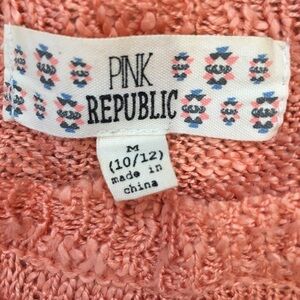 PINK
REPUBLIC
M
(10/12)
made in
china